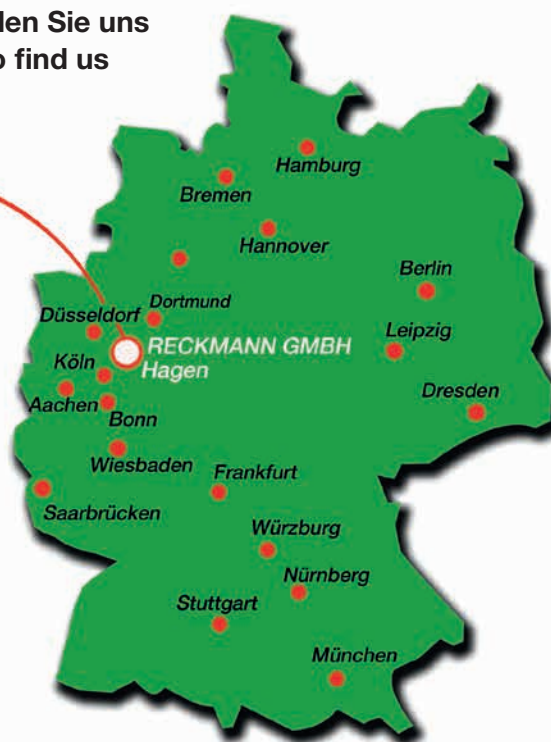 den Sie uns
find us
Hamburg
Bremen
Hannover
Berlin
Dortmund
Düsseldorf
RECKMANN GMBH
Leipzig
Köln
Hagen
Dresden
Aachen
Bonn
Wiesbaden
Frankfurt
Saarbrücken
Würzburg
Nürnberg
Stuttgart
München